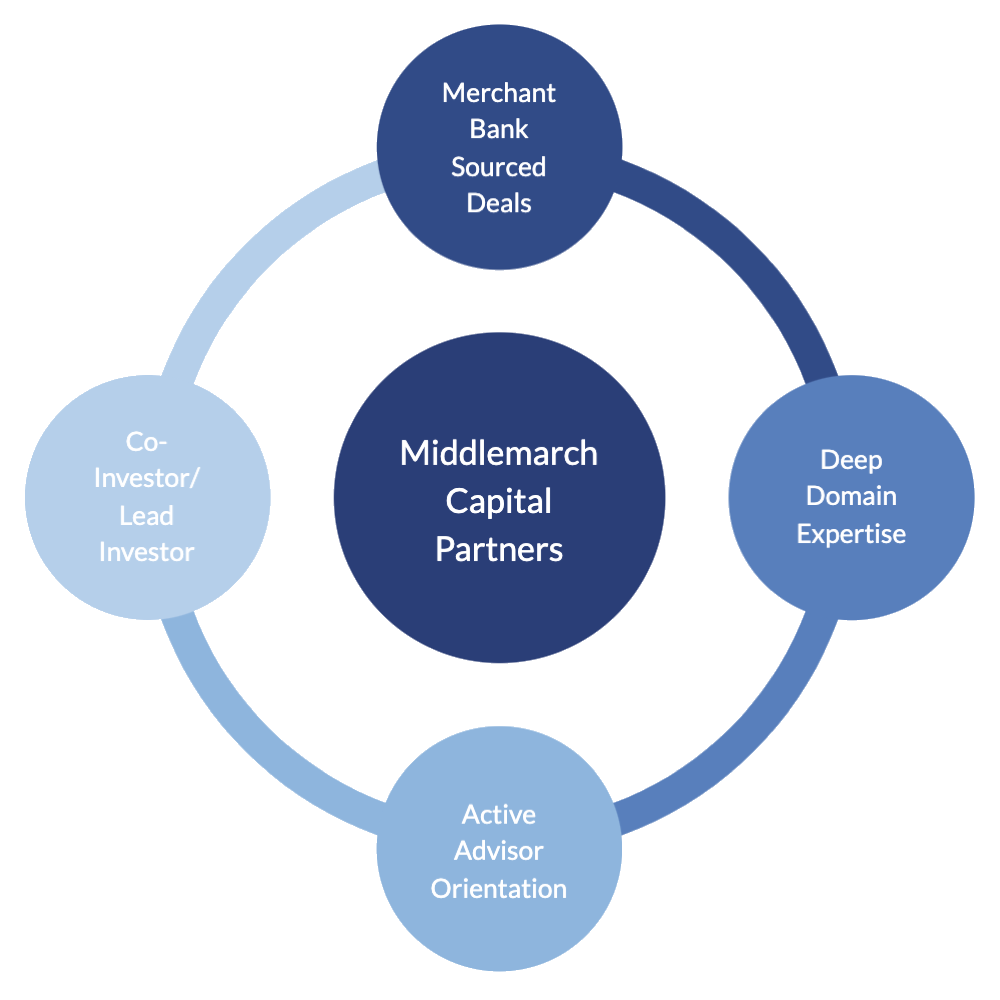 Merchant
Bank
Sourced
Deals
Co-
Investor/
Lead
Investor
Middlemarch
Capital
Partners
Deep
Domain
Expertise
Active
Advisor
Orientation